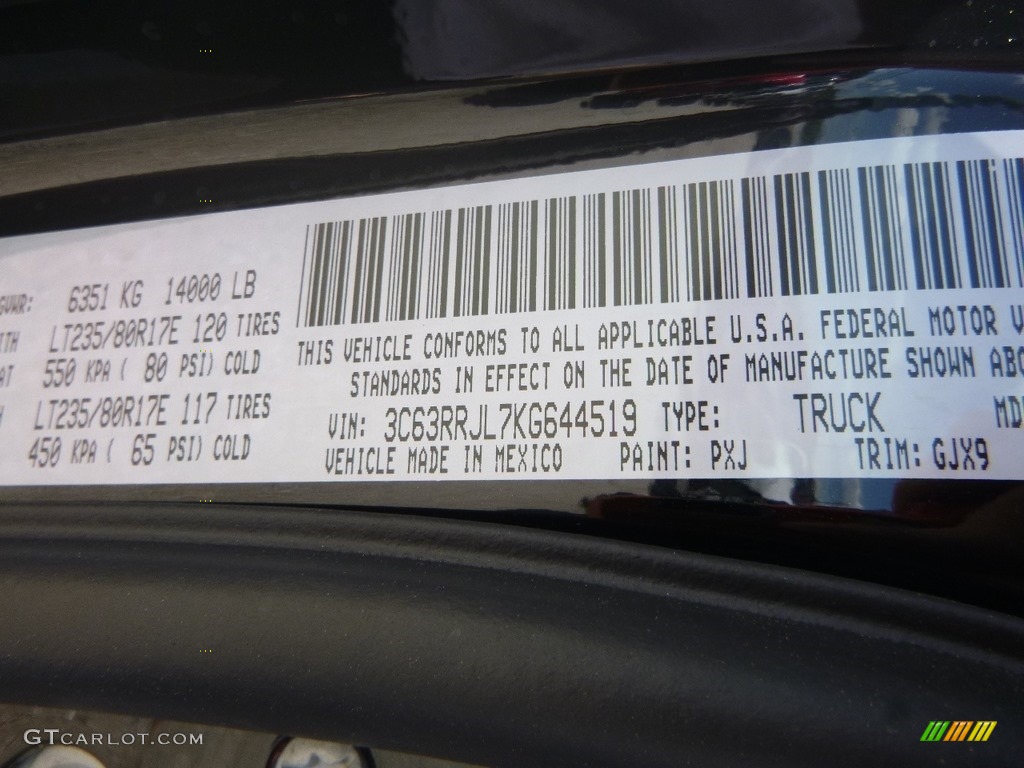 GVWR: 6351 KG 14000 LB
LT235/80R17E 120 TIRES
550 KPA ( 80 PSI) COLD
LT235/80R17E 117 TIRES
450 KPA ( 65 PSI) COLD
THIS VEHICLE CONFORMS TO ALL APPLICABLE U.S.A. FEDERAL MOTOR
STANDARDS IN EFFECT ON THE DATE OF MANUFACTURE SHOWN
VIN: 3C63RRJL7KG644519 TYPE: TRUCK
VEHICLE MADE IN MEXICO PAINT: PXJ TRIM: GJX9
GTCARLOT.COM